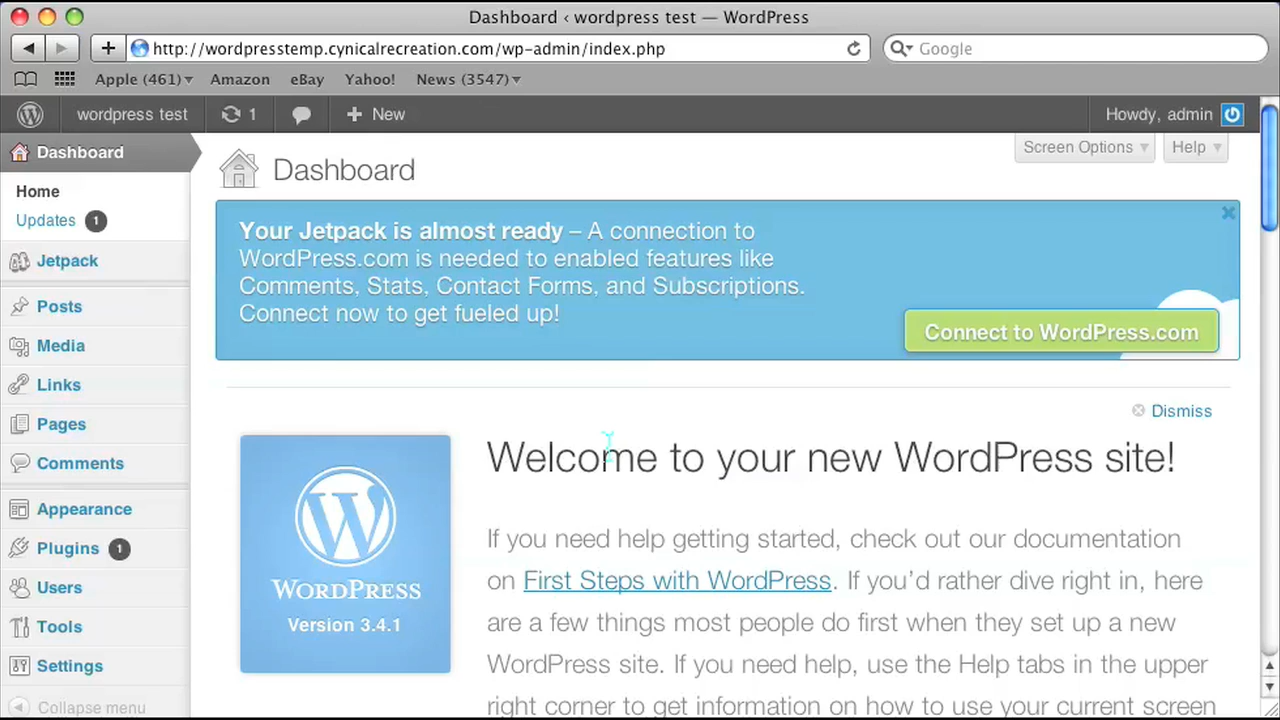 Dashboard ‹ wordpress test — WordPress
http://wordpresstemp.cynicalrecreation.com/wp-admin/index.php
Google
Apple (461)▾ Amazon eBay Yahoo! News (3547)▾
wordpress test 1 + New Howdy, admin
Dashboard
Home
Updates 1
Jetpack
Posts
Media
Links
Pages
Comments
Appearance
Plugins 1
Users
Tools
Settings
Collapse menu
Screen Options Help
Dashboard
Your Jetpack is almost ready – A connection to
WordPress.com is needed to enabled features like
Comments, Stats, Contact Forms, and Subscriptions.
Connect now to get fueled up!
Connect to WordPress.com
Dismiss
WORDPRESS
Version 3.4.1
Welcome to your new WordPress site!
If you need help getting started, check out our documentation
on First Steps with WordPress. If you’d rather dive right in, here
are a few things most people do first when they set up a new
WordPress site. If you need help, use the Help tabs in the upper
right corner to get information on how to use your current screen